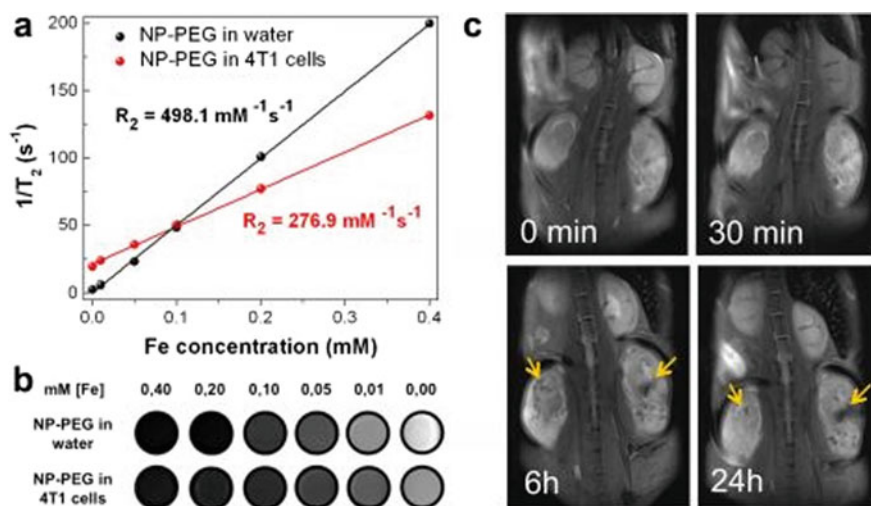 a
200
150
100
50
0
1/T₂ (s⁻¹)
NP-PEG in water
NP-PEG in 4T1 cells
R₂ = 498.1 mM ⁻¹s⁻¹
R₂ = 276.9 mM ⁻¹s⁻¹
0.0 0.1 0.2 0.3 0.4
Fe concentration (mM)
b
mM [Fe] 0,40 0,20 0,10 0,05 0,01 0,00
NP-PEG in
water
NP-PEG in
4T1 cells
c
0 min
30 min
6h
24h